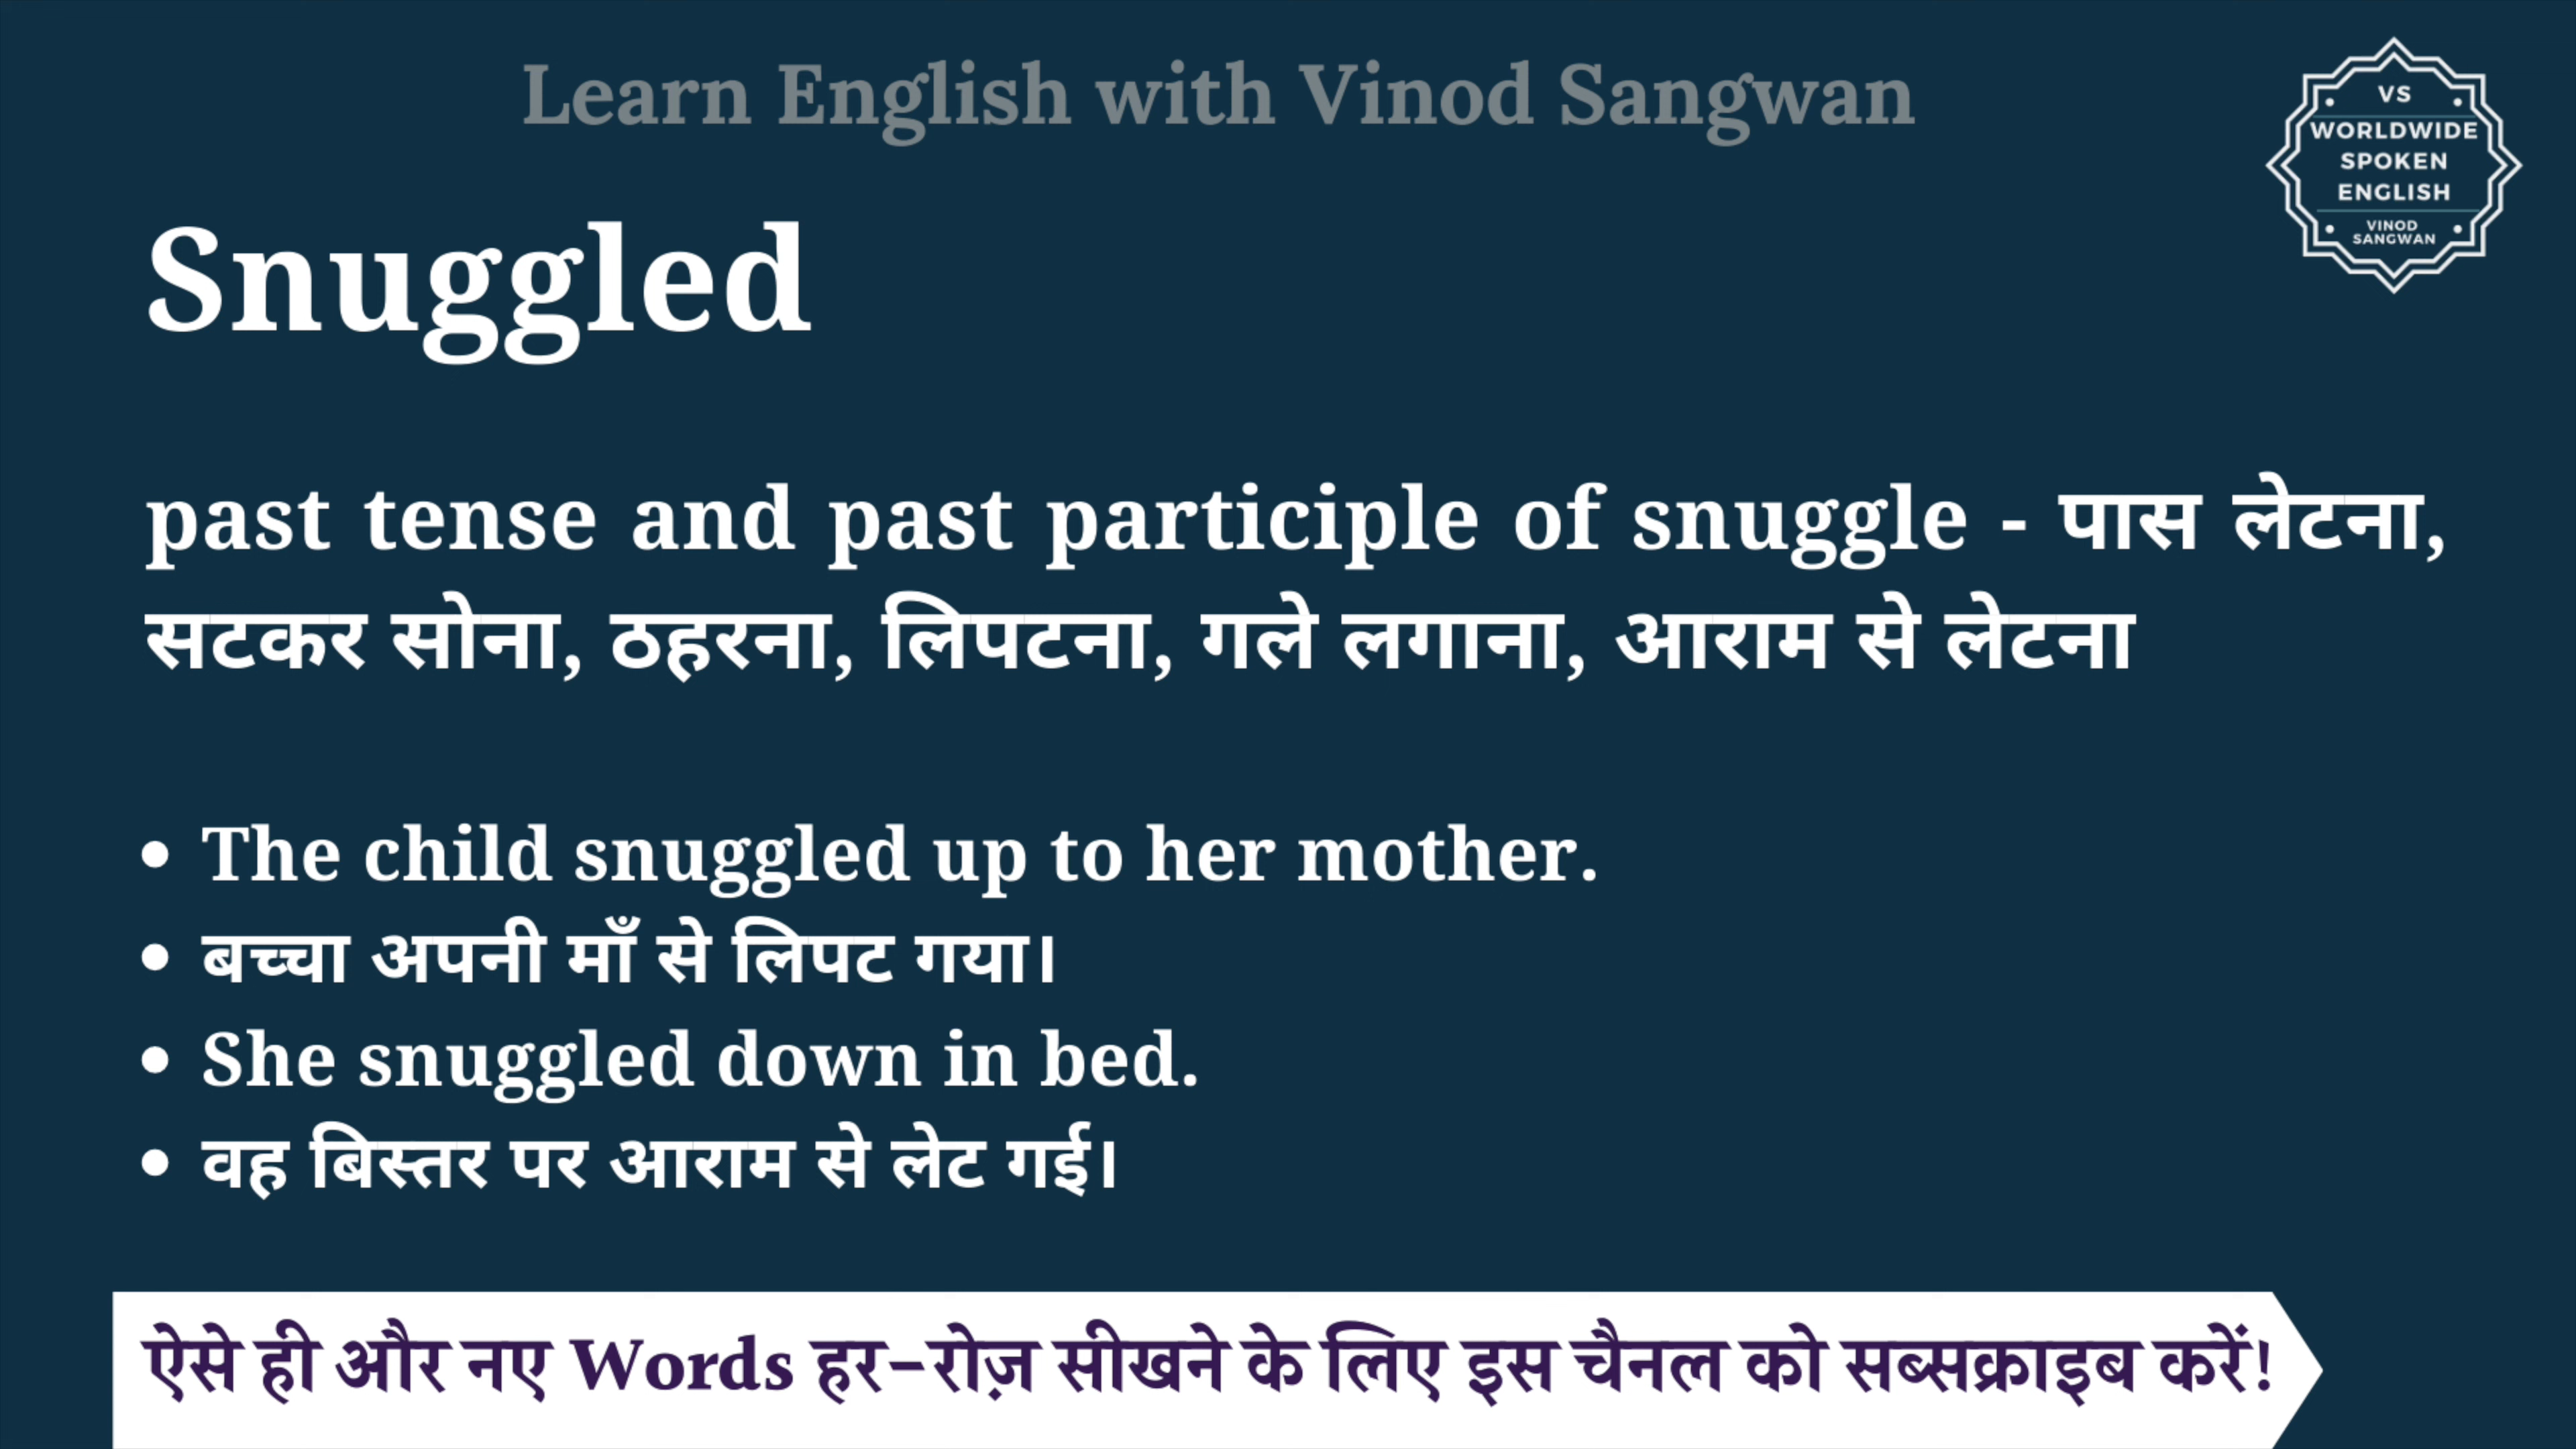 Learn English with Vinod Sangwan
VS
WORLDWIDE
SPOKEN
ENGLISH
VINOD
SANGWAN
Snuggled
past tense and past participle of snuggle - पास लेटना,
सटकर सोना, ठहरना, लिपटना, गले लगाना, आराम से लेटना
• The child snuggled up to her mother.
• बच्चा अपनी माँ से लिपट गया।
• She snuggled down in bed.
• वह बिस्तर पर आराम से लेट गई।
ऐसे ही और नए Words हर-रोज़ सीखने के लिए इस चैनल को सब्सक्राइब करें!